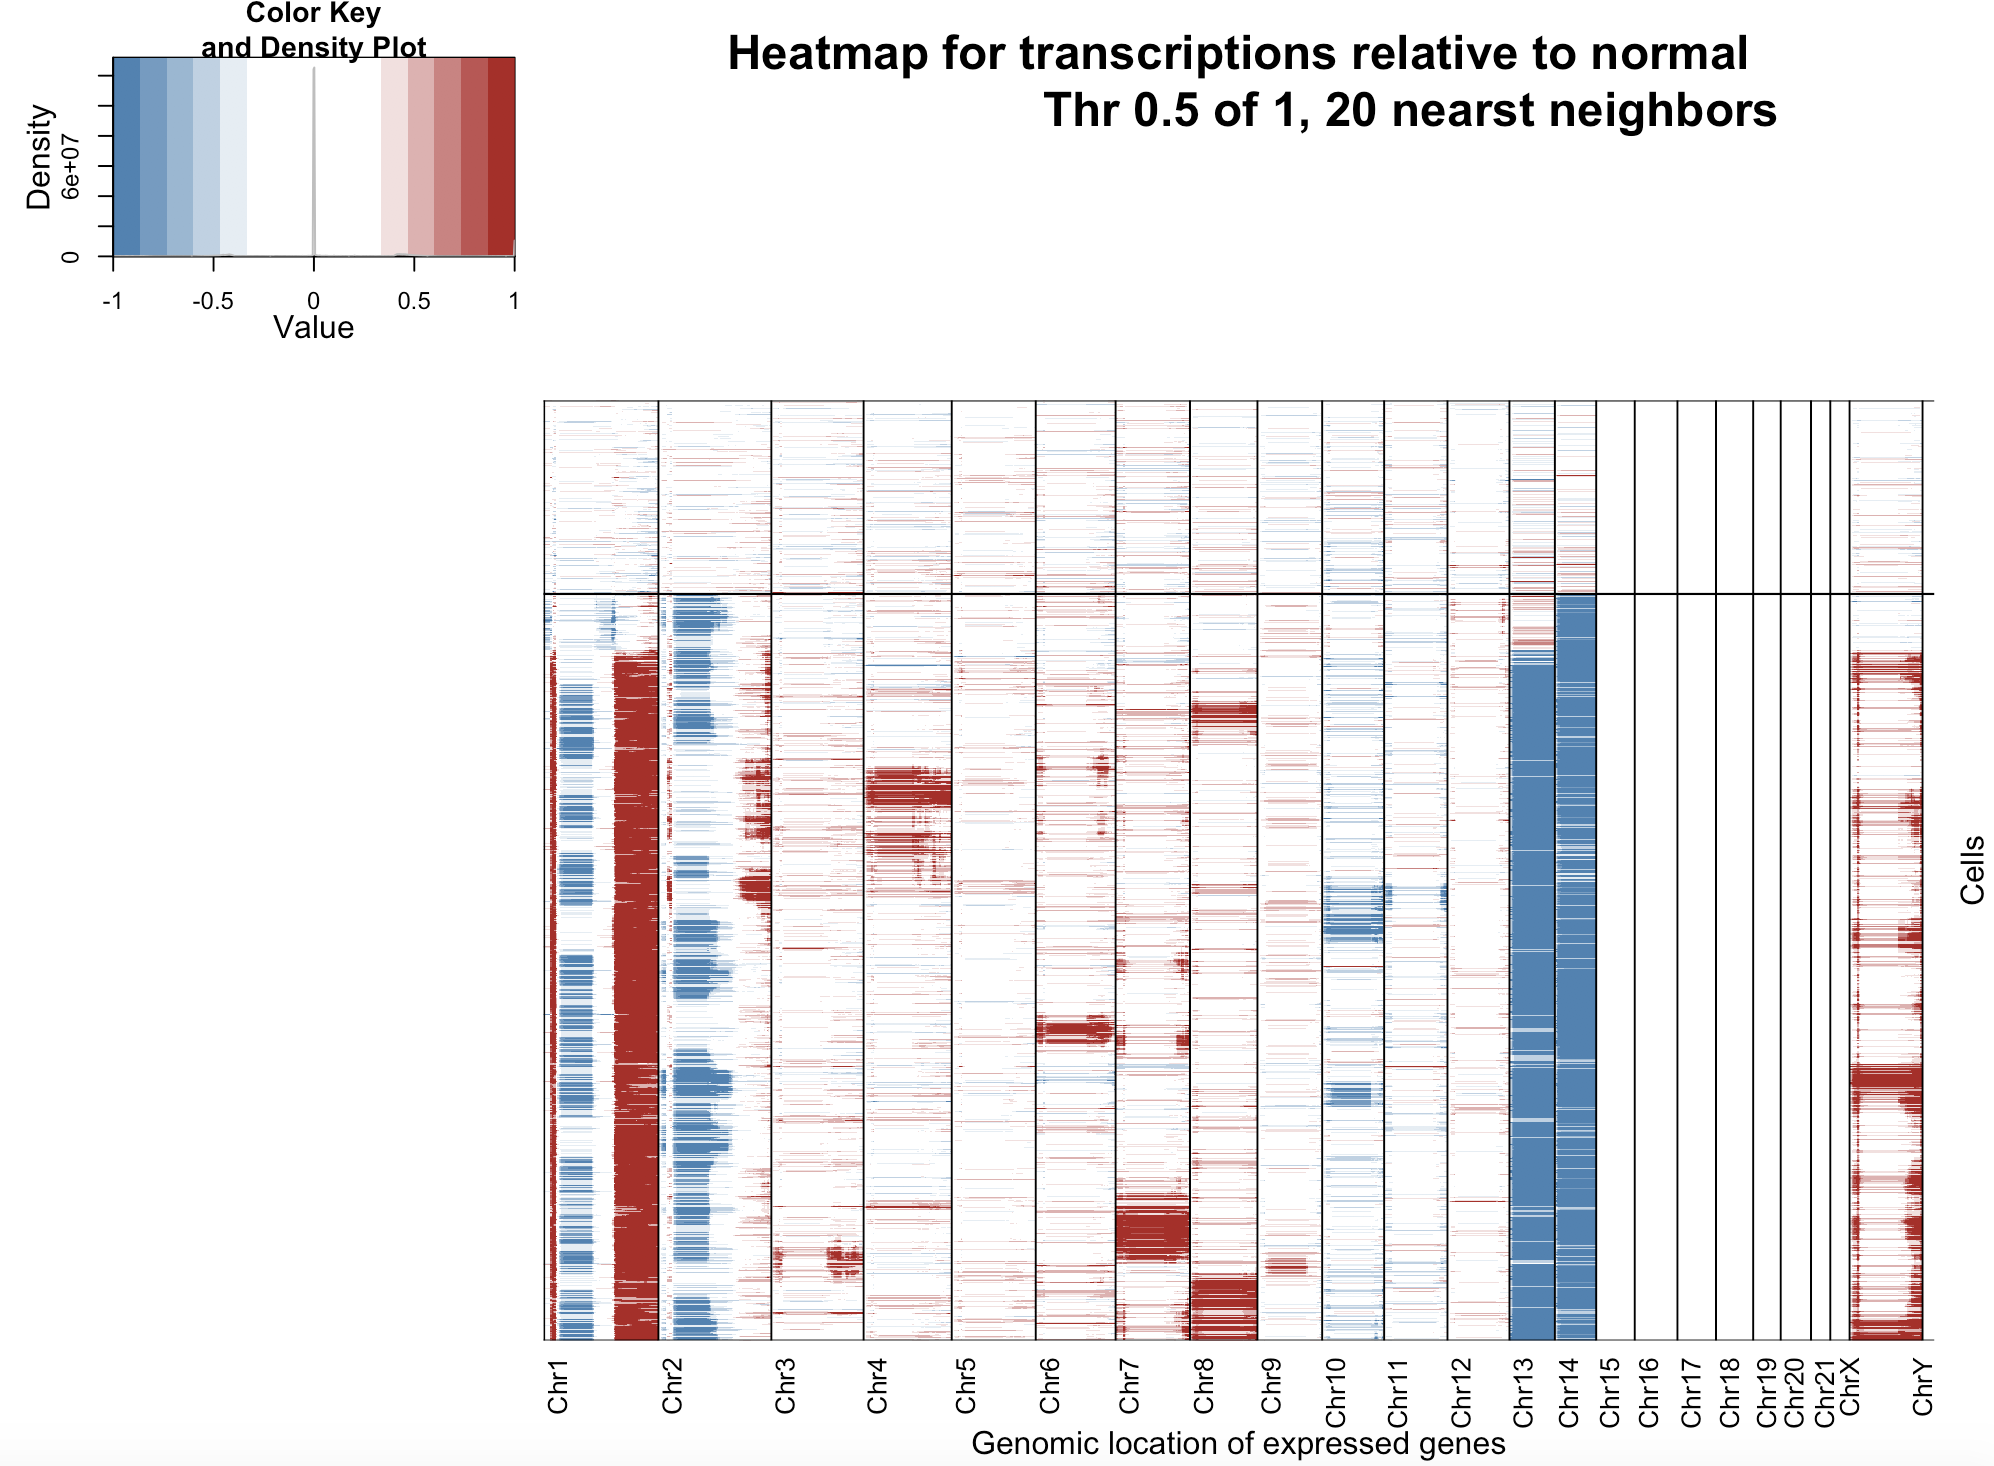 Color Key
and Density Plot
Density
6e+07
0
-1 -0.5 0 0.5 1
Value
Heatmap for transcriptions relative to normal
Thr 0.5 of 1, 20 nearst neighbors
Cells
Chr1 Chr2 Chr3 Chr4 Chr5 Chr6 Chr7 Chr8 Chr9 Chr10 Chr11 Chr12 Chr13 Chr14 Chr15 Chr16 Chr17 Chr18 Chr19 Chr20 Chr21 ChrX ChrY
Genomic location of expressed genes